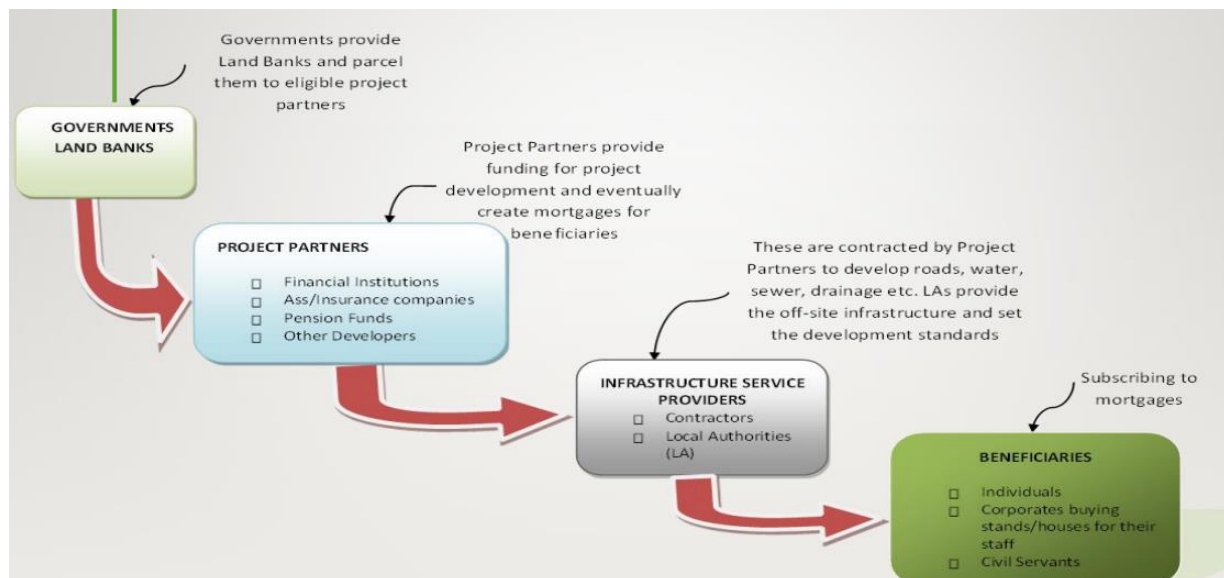 Governments provide
Land Banks and parcel
them to eligible project
partners
GOVERNMENTS
LAND BANKS
Project Partners provide
funding for project
development and eventually
create mortgages for
beneficiaries
PROJECT PARTNERS
Financial Institutions
Ass/Insurance companies
Pension Funds
Other Developers
These are contracted by Project
Partners to develop roads, water,
sewer, drainage etc. LAs provide
the off-site infrastructure and set
the development standards
INFRASTRUCTURE SERVICE
PROVIDERS
Contractors
Local Authorities
(LA)
Subscribing to
mortgages
BENEFICIARIES
Individuals
Corporates buying
stands/houses for their
staff
Civil Servants